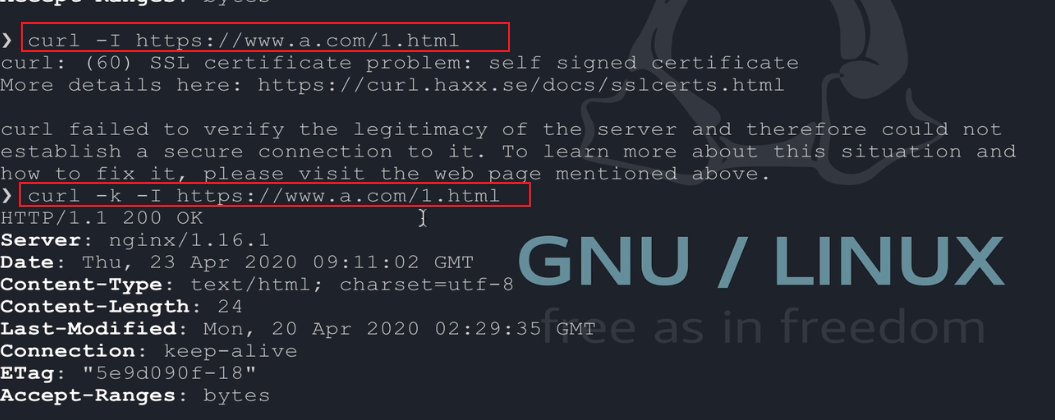 Accept-Ranges: bytes
❯ curl -I https://www.a.com/1.html
curl: (60) SSL certificate problem: self signed certificate
More details here: https://curl.haxx.se/docs/sslcerts.html
curl failed to verify the legitimacy of the server and therefore could not
establish a secure connection to it. To learn more about this situation and
how to fix it, please visit the web page mentioned above.
❯ curl -k -I https://www.a.com/1.html
HTTP/1.1 200 OK
Server: nginx/1.16.1
Date: Thu, 23 Apr 2020 09:11:02 GMT
Content-Type: text/html; charset=utf-8
Content-Length: 24
Last-Modified: Mon, 20 Apr 2020 02:29:35 GMT
Connection: keep-alive
ETag: "5e9d090f-18"
Accept-Ranges: bytes
GNU / LINUX
free as in freedom